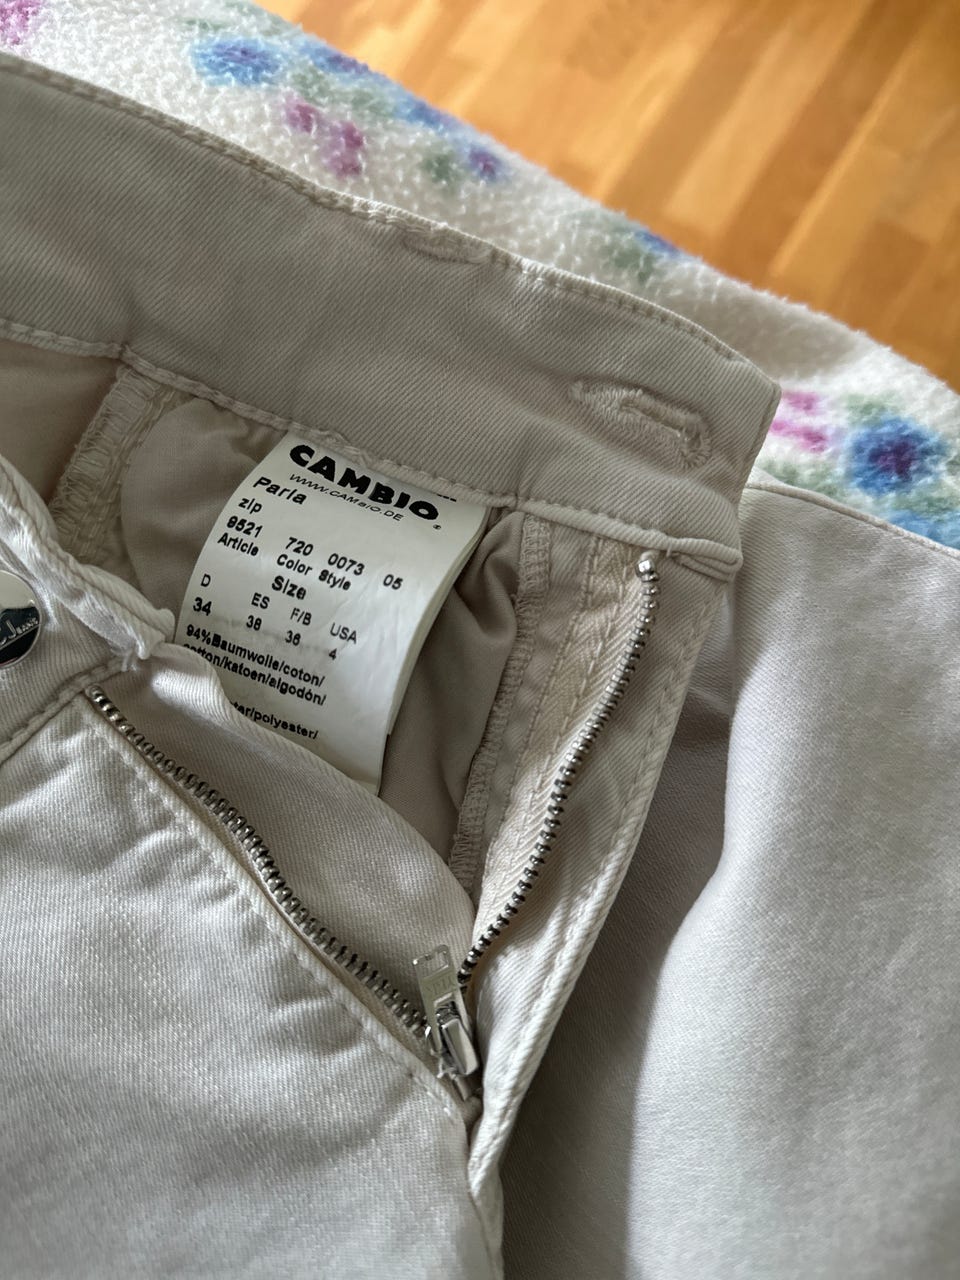 CAMBIO
WWW.CAMBIO.DE
Parla
zip
9521 720 0073 05
Article Color Style
Size
D ES F/B USA
34 38 36 4
94%Baumwolle/coton/
cotton/katoen/algodón/
/polyester/